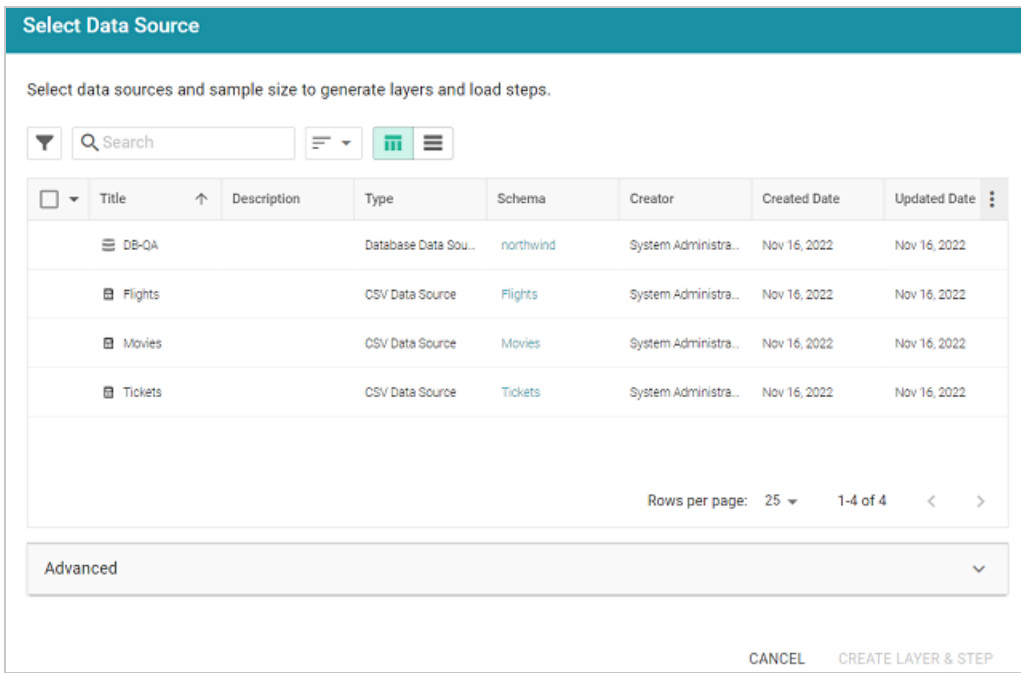 Select Data Source
Select data sources and sample size to generate layers and load steps.
Search
Title Description Type Schema Creator Created Date Updated Date
DB-QA Database Data Sou... northwind System Administra... Nov 16, 2022 Nov 16, 2022
Flights CSV Data Source Flights System Administra... Nov 16, 2022 Nov 16, 2022
Movies CSV Data Source Movies System Administra... Nov 16, 2022 Nov 16, 2022
Tickets CSV Data Source Tickets System Administra... Nov 16, 2022 Nov 16, 2022
Rows per page: 25 1-4 of 4
Advanced
CANCEL CREATE LAYER & STEP